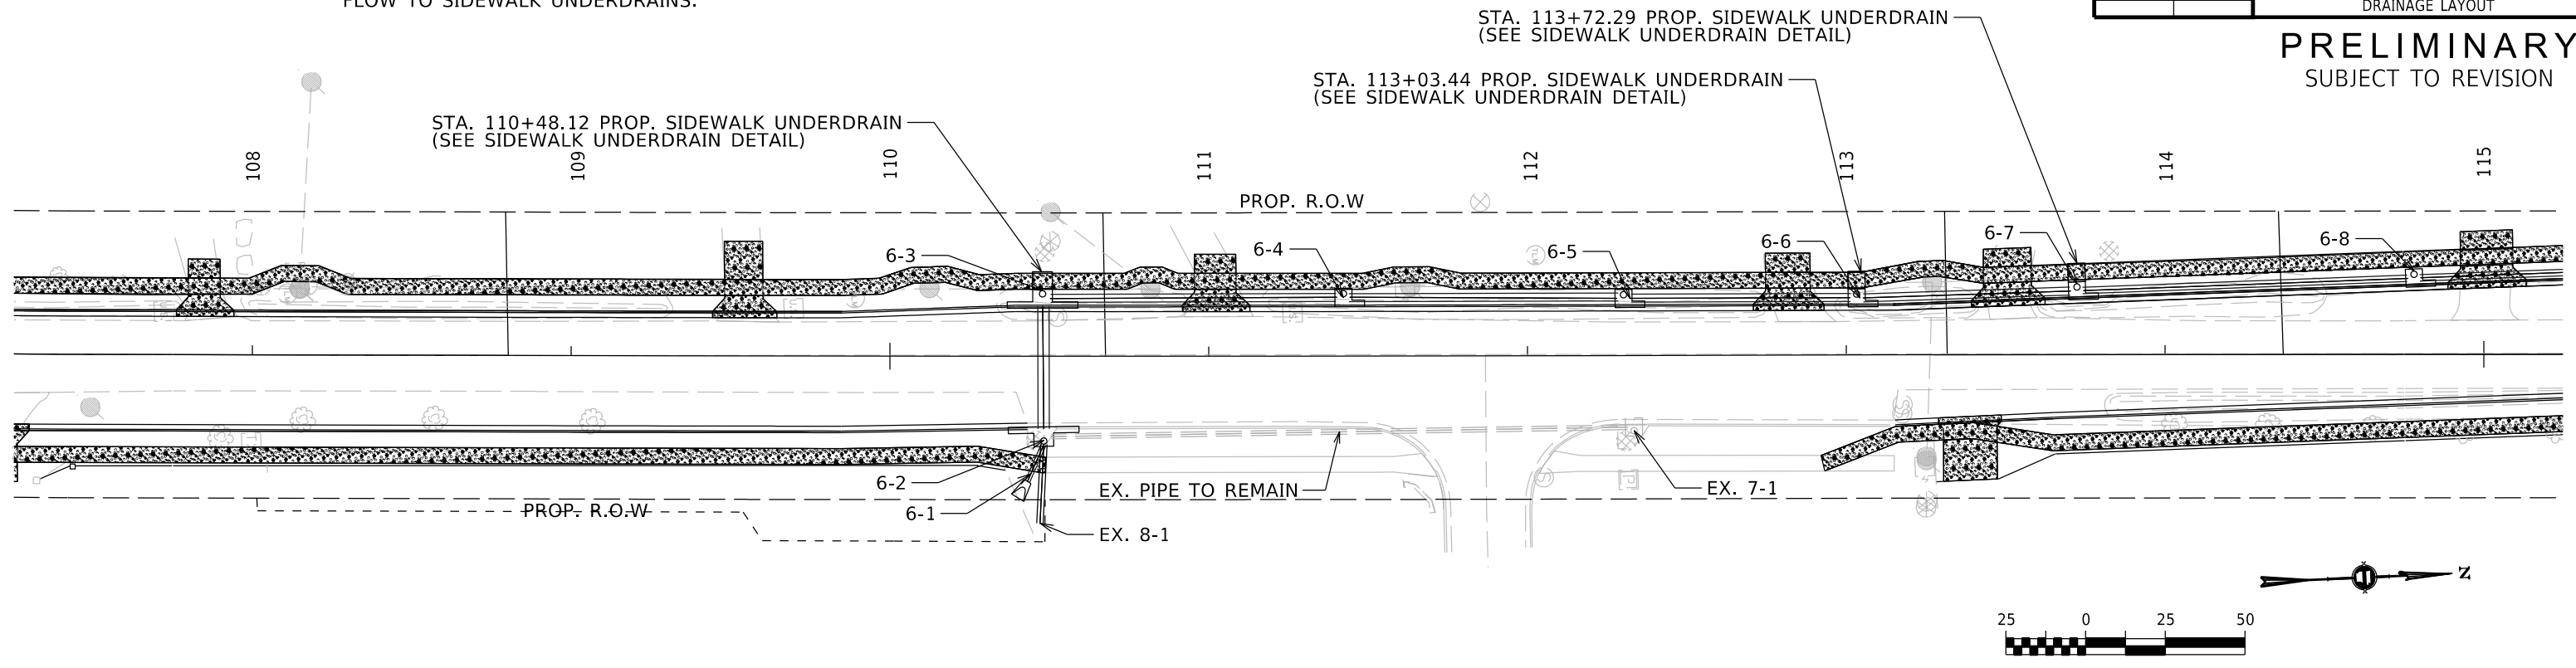 FLOW TO SIDEWALK UNDERDRAINS.
STA. 113+72.29 PROP. SIDEWALK UNDERDRAIN
(SEE SIDEWALK UNDERDRAIN DETAIL)
DRAINAGE LAYOUT
PRELIMINARY
SUBJECT TO REVISION
STA. 113+03.44 PROP. SIDEWALK UNDERDRAIN
(SEE SIDEWALK UNDERDRAIN DETAIL)
STA. 110+48.12 PROP. SIDEWALK UNDERDRAIN
(SEE SIDEWALK UNDERDRAIN DETAIL)
108
109
110
111
112
113
114
115
PROP. R.O.W
6-3
6-4
6-5
6-6
6-7
6-8
6-2
EX. PIPE TO REMAIN
EX. 7-1
PROP. R.O.W
6-1
EX. 8-1
N
25 0 25 50